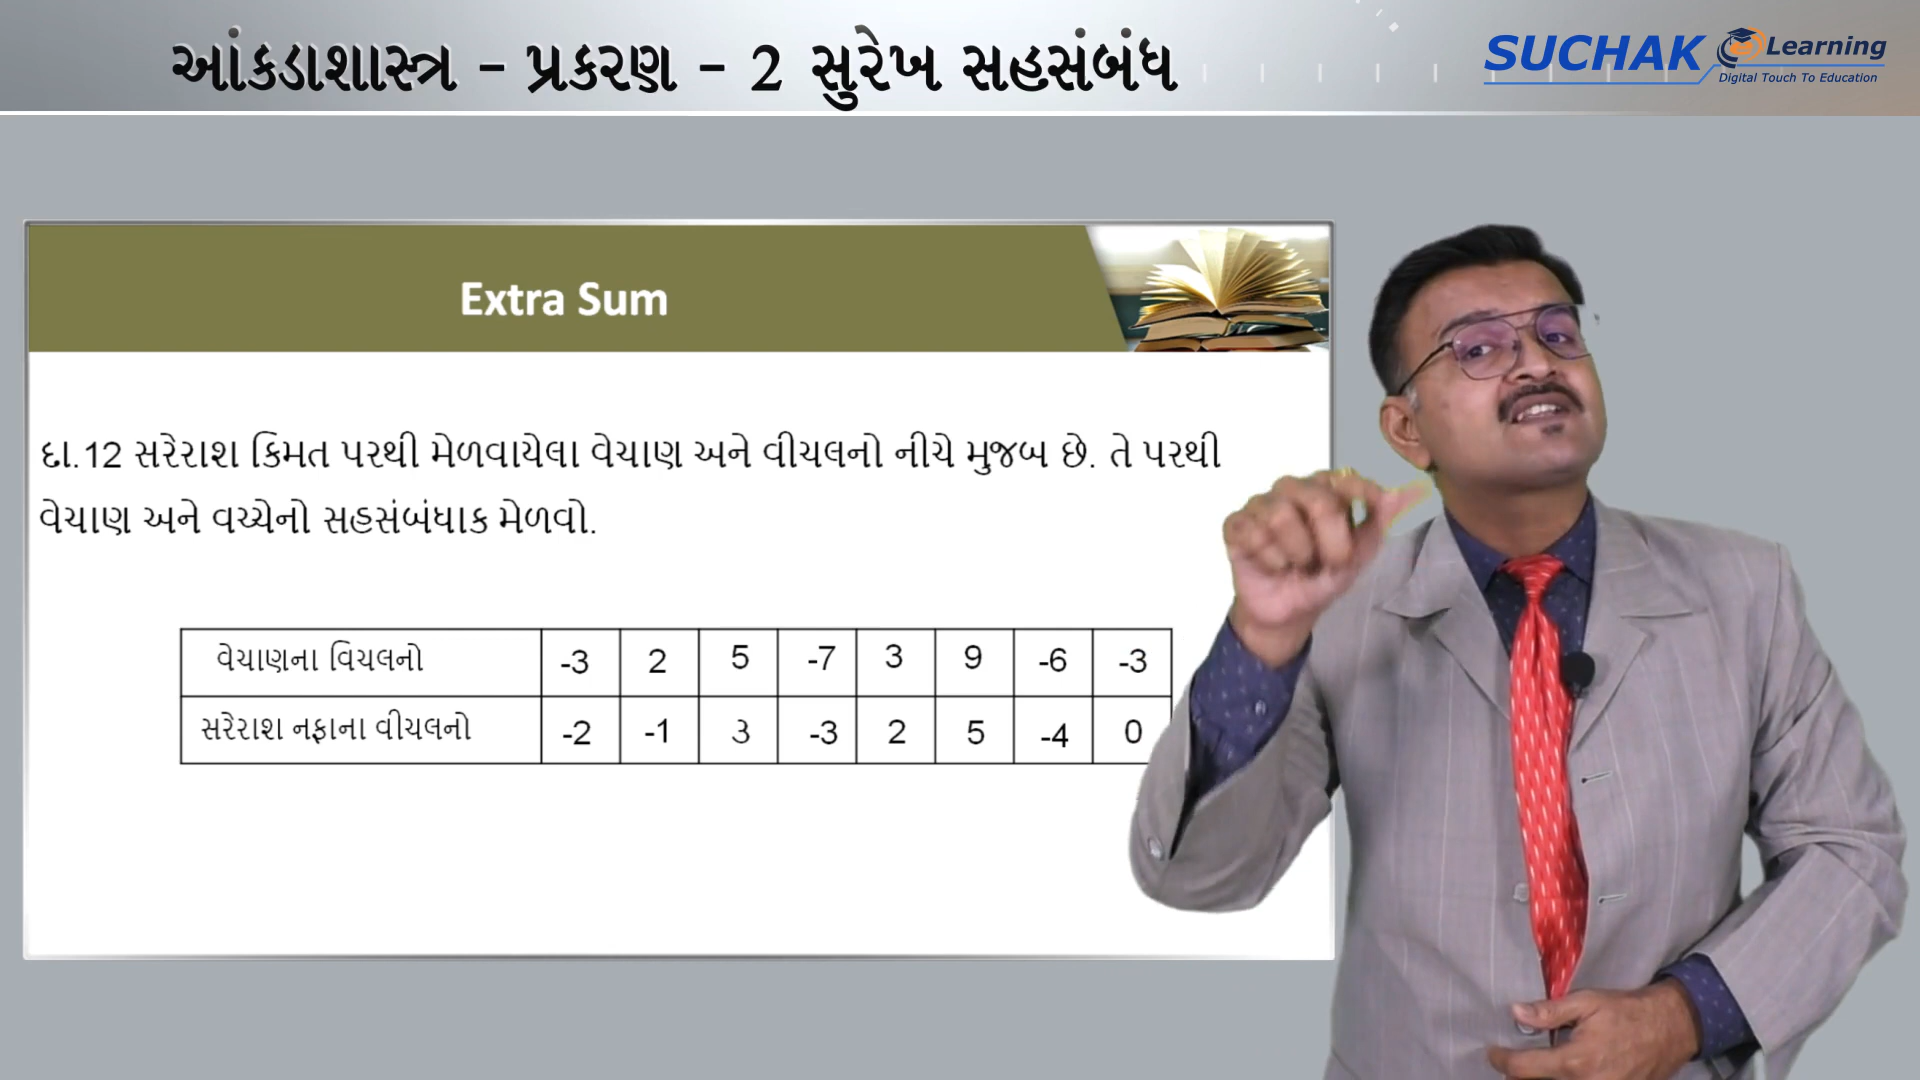 આંકડાશાસ્ત્ર - પ્રકરણ - 2 સુરેખ સહસંબંધ
SUCHAK eLearning
Digital Touch To Education
Extra Sum
દા.12 સરેરાશ કિંમત પરથી મેળવાયેલા વેચાણ અને વીચલનો નીચે મુજબ છે. તે પરથી
વેચાણ અને વચ્ચેનો સહસંબંધાક મેળવો.
વેચાણના વિચલનો -3 2 5 -7 3 9 -6 -3
સરેરાશ નફાના વીચલનો -2 -1 3 -3 2 5 -4 0